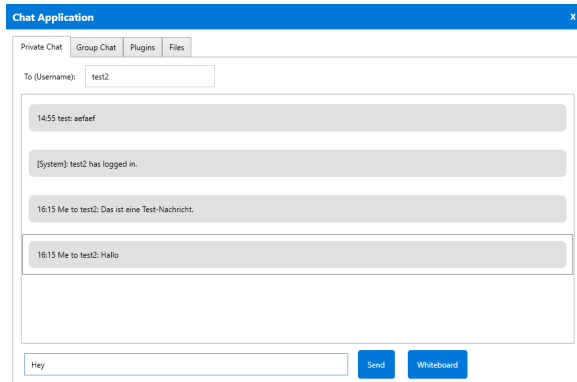 Chat Application x
Private Chat Group Chat Plugins Files
To (Username): test2
14:55 test: aefaef
[System]: test2 has logged in.
16:15 Me to test2: Das ist eine Test-Nachricht.
16:15 Me to test2: Hallo
Hey Send Whiteboard